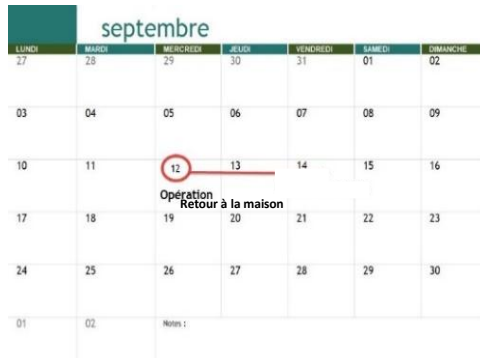 septembre
LUNDI MARDI MERCREDI JEUDI VENDREDI SAMEDI DIMANCHE
27 28 29 30 31 01 02
03 04 05 06 07 08 09
10 11 12 13 14 15 16
Opération
Retour à la maison
17 18 19 20 21 22 23
24 25 26 27 28 29 30
01 02 Notes :